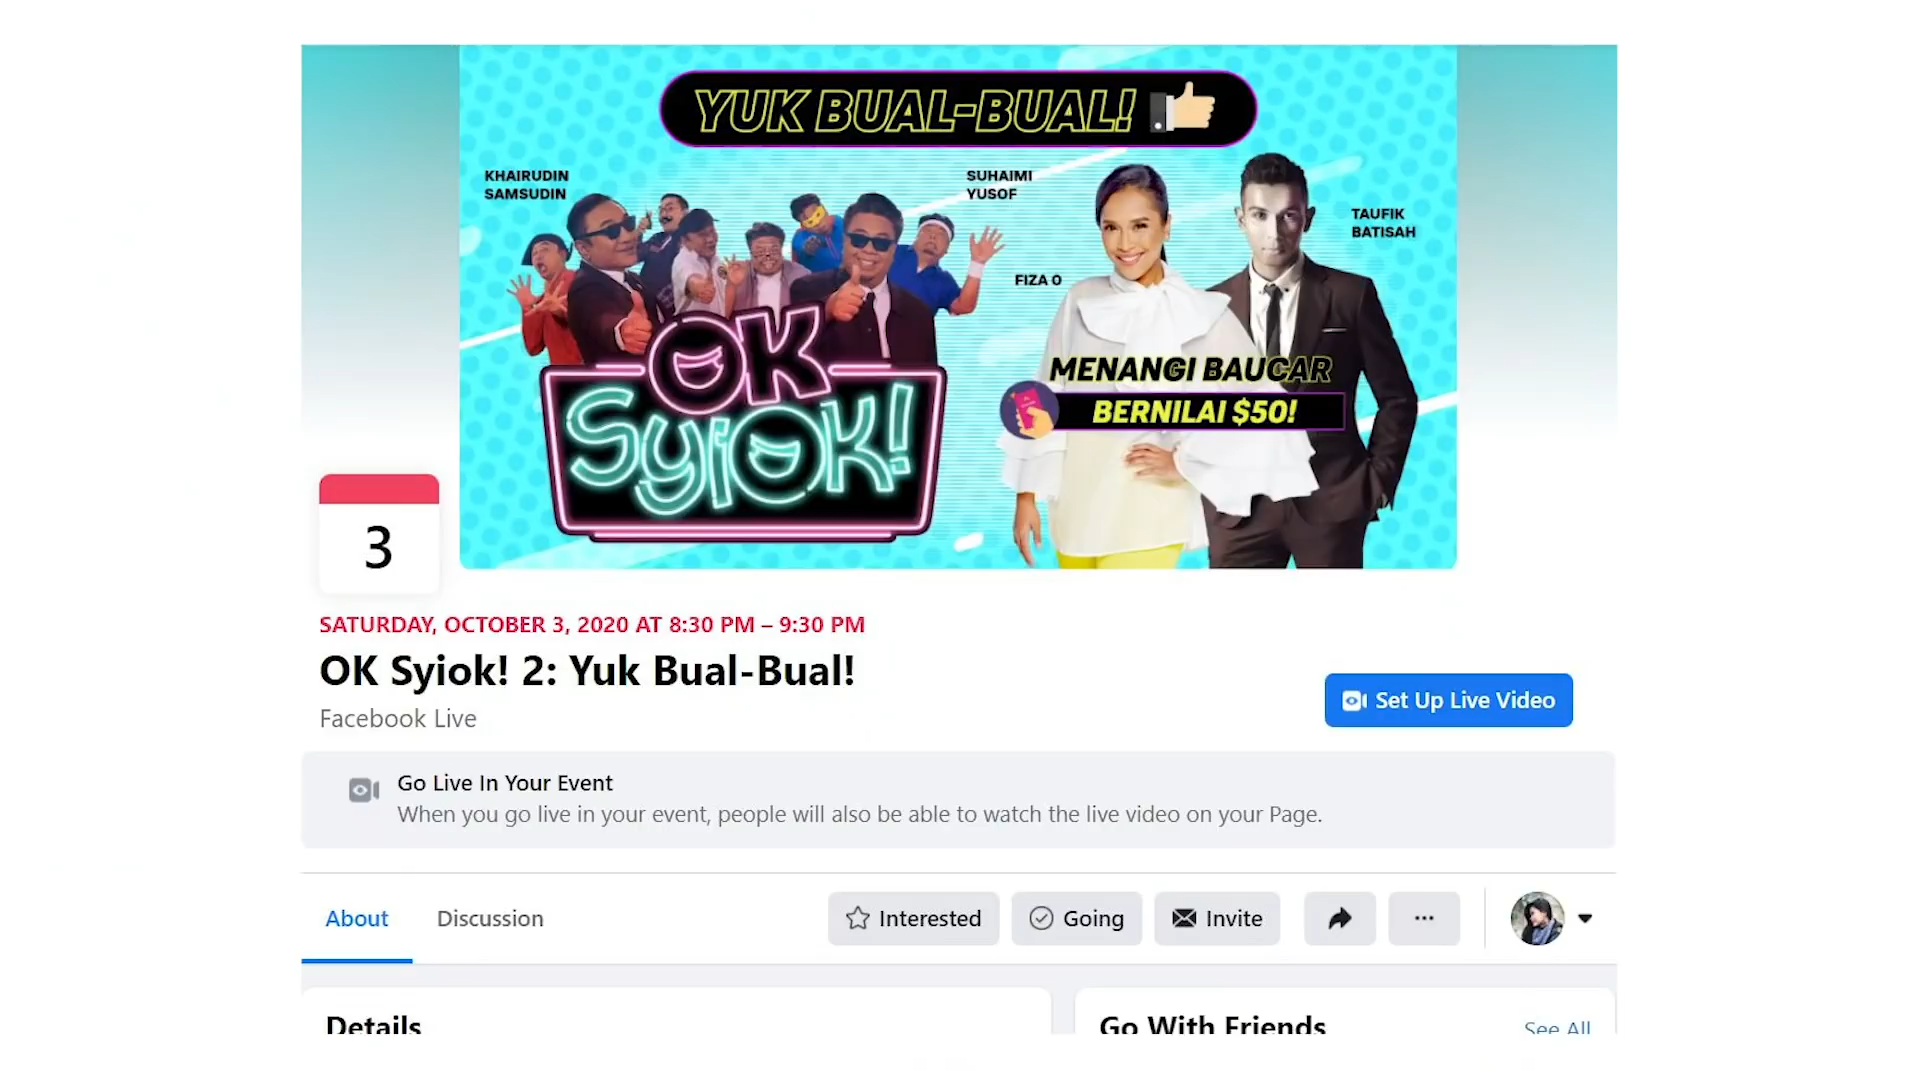 YUK BUAL-BUAL!
KHAIRUDIN
SAMSUDIN
SUHAIMI
YUSOF
TAUFIK
BATISAH
FIZA O
OK
Syiok!
MENANGI BAUCAR
BERNILAI $50!
3
SATURDAY, OCTOBER 3, 2020 AT 8:30 PM – 9:30 PM
OK Syiok! 2: Yuk Bual-Bual!
Facebook Live
Set Up Live Video
Go Live In Your Event
When you go live in your event, people will also be able to watch the live video on your Page.
About
Discussion
Interested
Going
Invite
Details
Go With Friends
See All